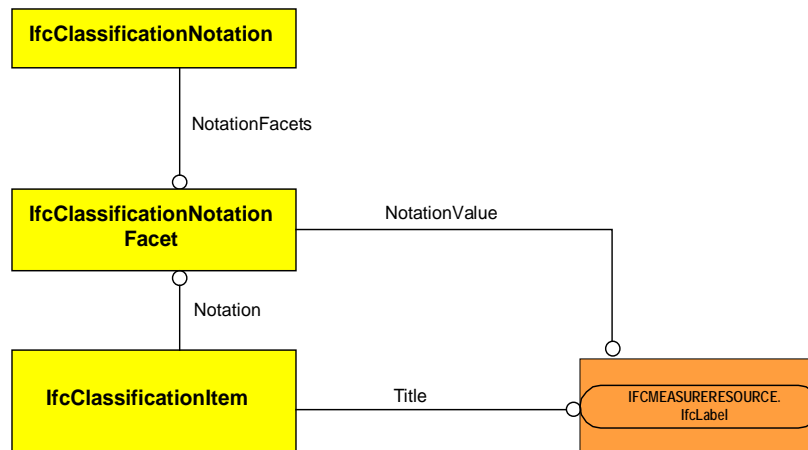 IfcClassificationNotation
NotationFacets
IfcClassificationNotation
Facet
NotationValue
Notation
IfcClassificationItem
Title
IFCMEASURERESOURCE.
IfcLabel